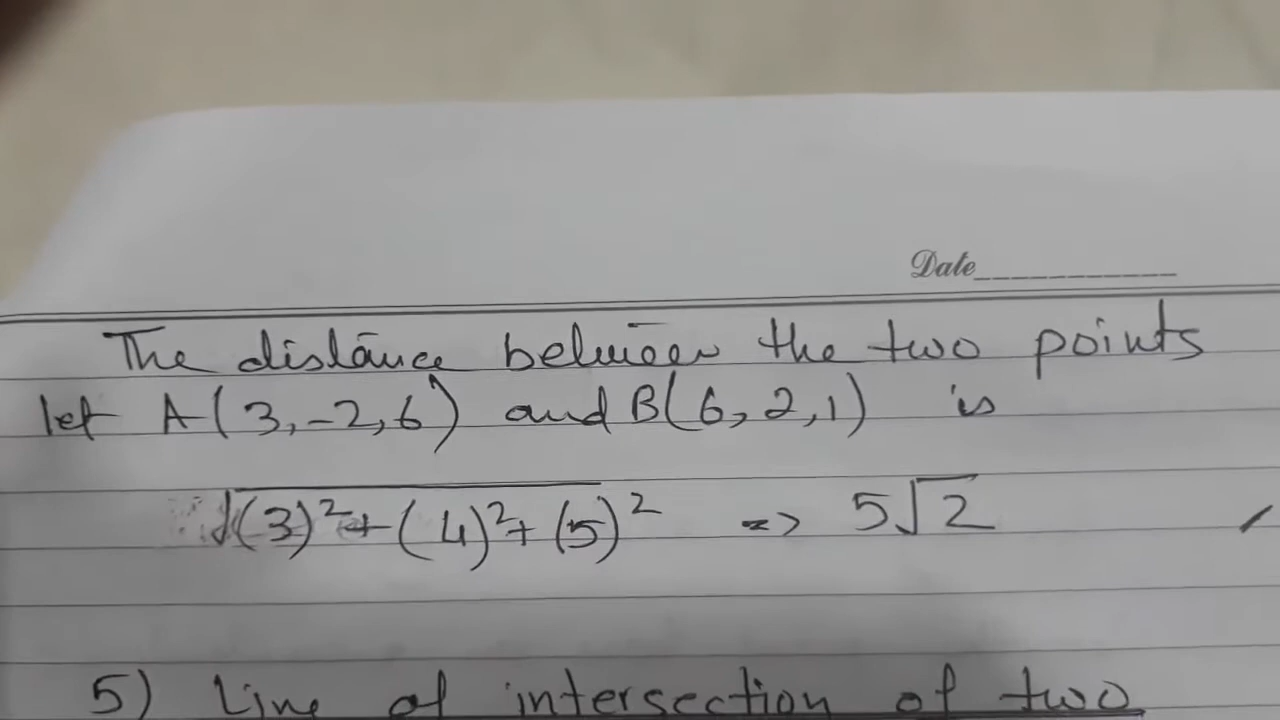 Date
The distance between the two points
let A(3,-2,6) and B(6,2,1) is
√(3)²+(4)²+(5)² => 5√2
5) Line of intersection of two